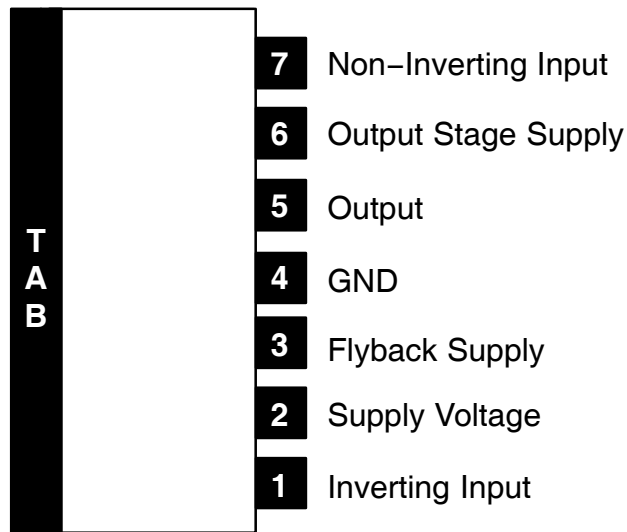 7 Non−Inverting Input
6 Output Stage Supply
5 Output
TAB
4 GND
3 Flyback Supply
2 Supply Voltage
1 Inverting Input